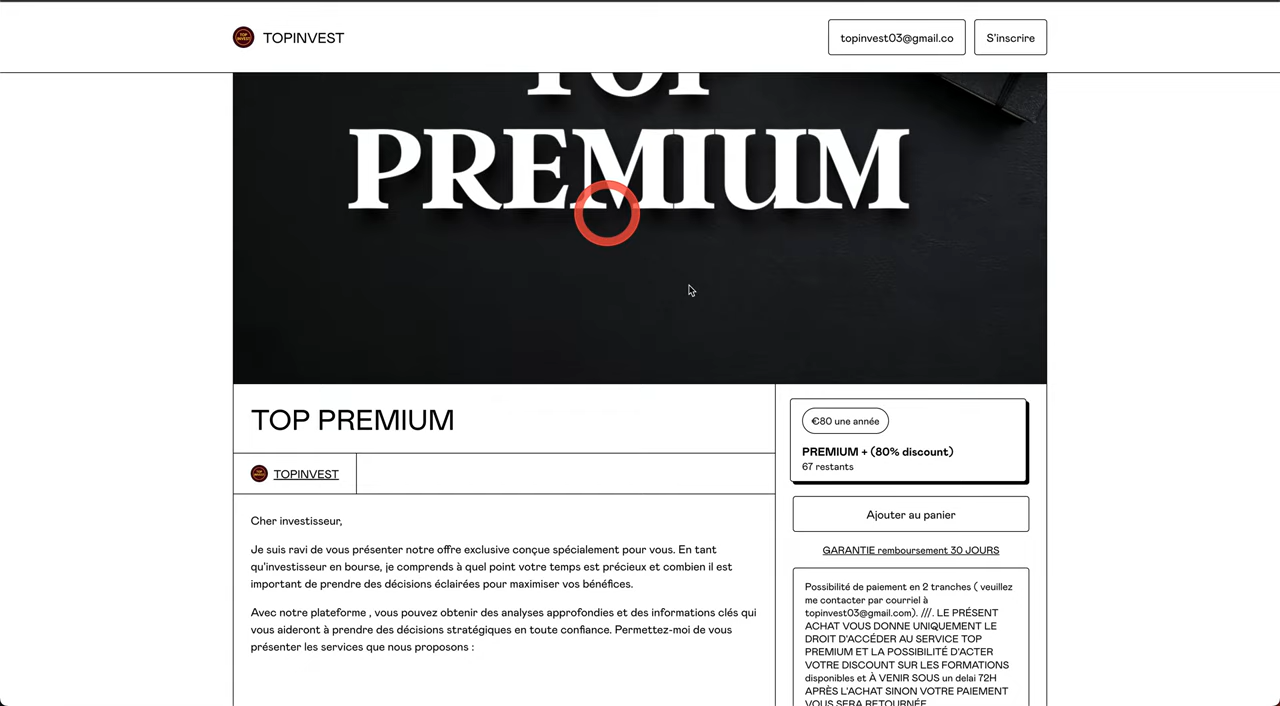 TOP
INVEST
TOPINVEST
topinvest03@gmail.co
S'inscrire
TOP
PREMIUM
TOP PREMIUM
TOPINVEST
Cher investisseur,
Je suis ravi de vous présenter notre offre exclusive conçue spécialement pour vous. En tant
qu'investisseur en bourse, je comprends à quel point votre temps est précieux et combien il est
important de prendre des décisions éclairées pour maximiser vos bénéfices.
Avec notre plateforme , vous pouvez obtenir des analyses approfondies et des informations clés qui
vous aideront à prendre des décisions stratégiques en toute confiance. Permettez-moi de vous
présenter les services que nous proposons :
€80 une année
PREMIUM + (80% discount)
67 restants
Ajouter au panier
GARANTIE remboursement 30 JOURS
Possibilité de paiement en 2 tranches ( veuillez
me contacter par courriel à
topinvest03@gmail.com). ///. LE PRÉSENT
ACHAT VOUS DONNE UNIQUEMENT LE
DROIT D'ACCÉDER AU SERVICE TOP
PREMIUM ET LA POSSIBILITÉ D'ACTER
VOTRE DISCOUNT SUR LES FORMATIONS
disponibles et À VENIR SOUS un delai 72H
APRÈS L'ACHAT SINON VOTRE PAIEMENT
VOUS SERA RETOURNÉE